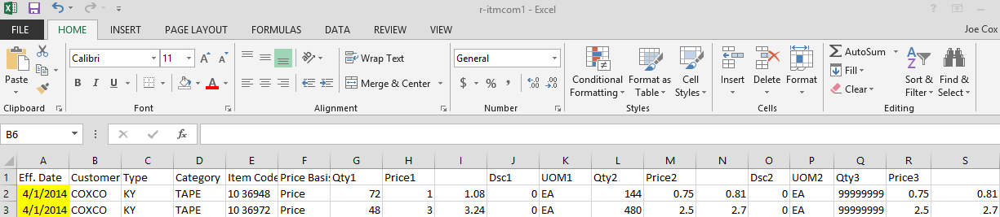 r-itmcom1 - Excel
FILE HOME INSERT PAGE LAYOUT FORMULAS DATA REVIEW VIEW Joe Cox
Paste
Clipboard
Calibri 11
B I U
Font
Wrap Text
Merge & Center
Alignment
General
$ % ,
Number
Conditional Formatting
Format as Table
Cell Styles
Styles
Insert Delete Format
Cells
AutoSum
Fill
Clear
Sort & Filter
Find & Select
Editing
B6 fx
A B C D E F G H I J K L M N O P Q R S
1 Eff. Date Customer Type Category Item Code Price Basis Qty1 Price1 Dsc1 UOM1 Qty2 Price2 Dsc2 UOM2 Qty3 Price3
2 4/1/2014 COXCO KY TAPE 10 36948 Price 72 1 1.08 0 EA 144 0.75 0.81 0 EA 99999999 0.75 0.81
3 4/1/2014 COXCO KY TAPE 10 36972 Price 48 3 3.24 0 EA 480 2.5 2.7 0 EA 99999999 2.5 2.7